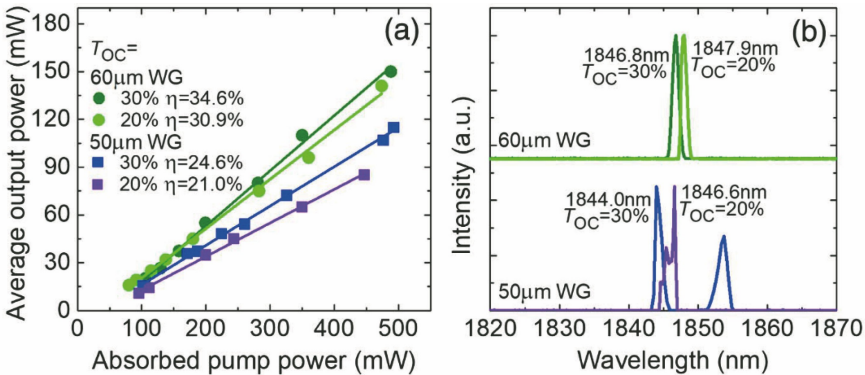 (a)
Average output power (mW)
180
150
120
90
60
30
0
T_OC=
60μm WG
30% η=34.6%
20% η=30.9%
50μm WG
30% η=24.6%
20% η=21.0%
0 100 200 300 400 500
Absorbed pump power (mW)
(b)
Intensity (a.u.)
1846.8nm 1847.9nm
T_OC=30% T_OC=20%
60μm WG
1844.0nm 1846.6nm
T_OC=30% T_OC=20%
50μm WG
1820 1830 1840 1850 1860 1870
Wavelength (nm)